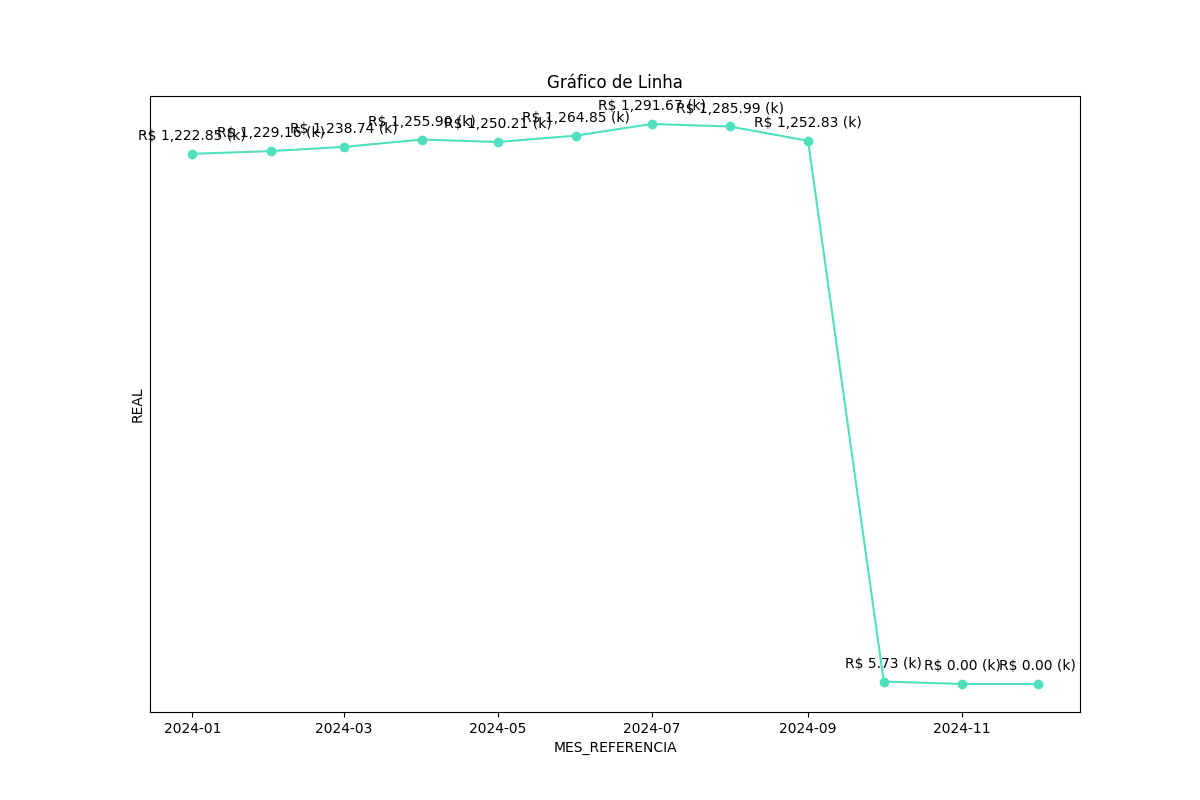 Gráfico de Linha
R$ 1,222.85 (k)
R$ 1,229.16 (k)
R$ 1,238.74 (k)
R$ 1,255.90 (k)
R$ 1,250.21 (k)
R$ 1,264.85 (k)
R$ 1,291.67 (k)
R$ 1,285.99 (k)
R$ 1,252.83 (k)
R$ 5.73 (k)
R$ 0.00 (k)
R$ 0.00 (k)
REAL
2024-01
2024-03
2024-05
2024-07
2024-09
2024-11
MES_REFERENCIA